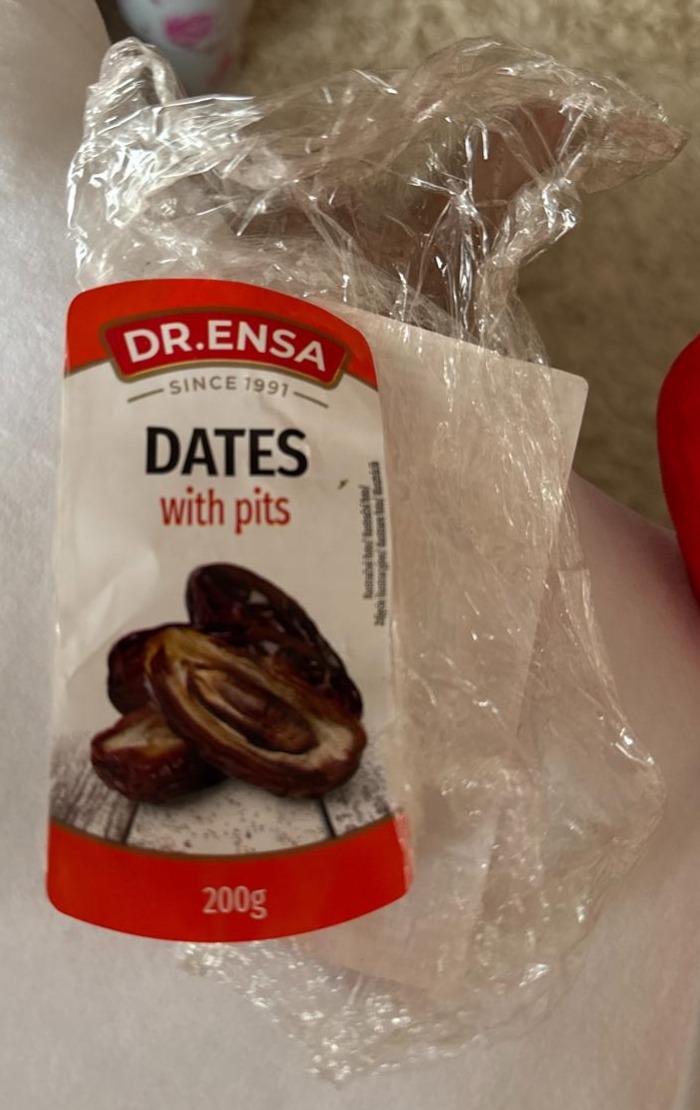 DR.ENSA
SINCE 1991
DATES
with pits
200g